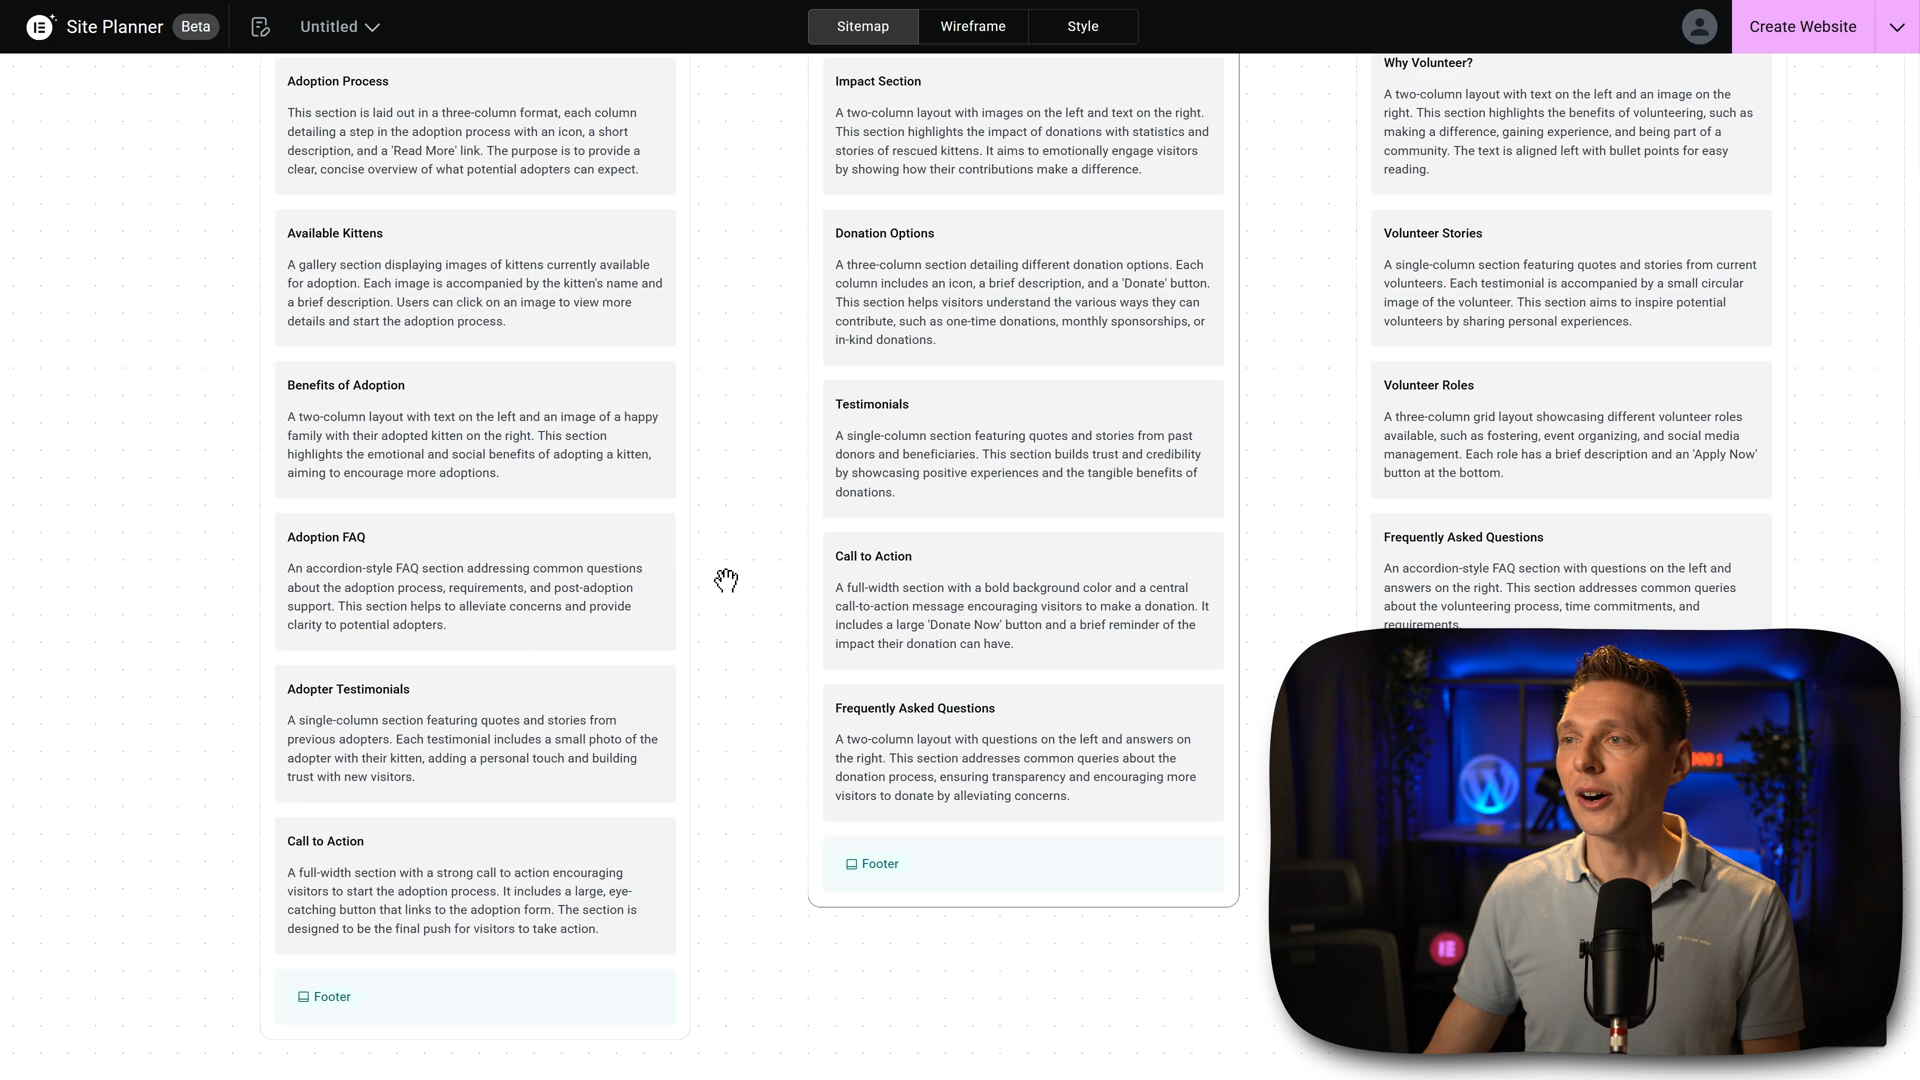 Site Planner Beta Untitled Sitemap Wireframe Style Create Website
Adoption Process
This section is laid out in a three-column format, each column
detailing a step in the adoption process with an icon, a short
description, and a 'Read More' link. The purpose is to provide a
clear, concise overview of what potential adopters can expect.
Available Kittens
A gallery section displaying images of kittens currently available
for adoption. Each image is accompanied by the kitten's name and
a brief description. Users can click on an image to view more
details and start the adoption process.
Benefits of Adoption
A two-column layout with text on the left and an image of a happy
family with their adopted kitten on the right. This section
highlights the emotional and social benefits of adopting a kitten,
aiming to encourage more adoptions.
Adoption FAQ
An accordion-style FAQ section addressing common questions
about the adoption process, requirements, and post-adoption
support. This section helps to alleviate concerns and provide
clarity to potential adopters.
Adopter Testimonials
A single-column section featuring quotes and stories from
previous adopters. Each testimonial includes a small photo of the
adopter with their kitten, adding a personal touch and building
trust with new visitors.
Call to Action
A full-width section with a strong call to action encouraging
visitors to start the adoption process. It includes a large, eye-
catching button that links to the adoption form. The section is
designed to be the final push for visitors to take action.
Footer
Impact Section
A two-column layout with images on the left and text on the right.
This section highlights the impact of donations with statistics and
stories of rescued kittens. It aims to emotionally engage visitors
by showing how their contributions make a difference.
Donation Options
A three-column section detailing different donation options. Each
column includes an icon, a brief description, and a 'Donate' button.
This section helps visitors understand the various ways they can
contribute, such as one-time donations, monthly sponsorships, or
in-kind donations.
Testimonials
A single-column section featuring quotes and stories from past
donors and beneficiaries. This section builds trust and credibility
by showcasing positive experiences and the tangible benefits of
donations.
Call to Action
A full-width section with a bold background color and a central
call-to-action message encouraging visitors to make a donation. It
includes a large 'Donate Now' button and a brief reminder of the
impact their donation can have.
Frequently Asked Questions
A two-column layout with questions on the left and answers on
the right. This section addresses common queries about the
donation process, ensuring transparency and encouraging more
visitors to donate by alleviating concerns.
Footer
Why Volunteer?
A two-column layout with text on the left and an image on the
right. This section highlights the benefits of volunteering, such as
making a difference, gaining experience, and being part of a
community. The text is aligned left with bullet points for easy
reading.
Volunteer Stories
A single-column section featuring quotes and stories from current
volunteers. Each testimonial is accompanied by a small circular
image of the volunteer. This section aims to inspire potential
volunteers by sharing personal experiences.
Volunteer Roles
A three-column grid layout showcasing different volunteer roles
available, such as fostering, event organizing, and social media
management. Each role has a brief description and an 'Apply Now'
button at the bottom.
Frequently Asked Questions
An accordion-style FAQ section with questions on the left and
answers on the right. This section addresses common queries
about the volunteering process, time commitments, and
requirements.